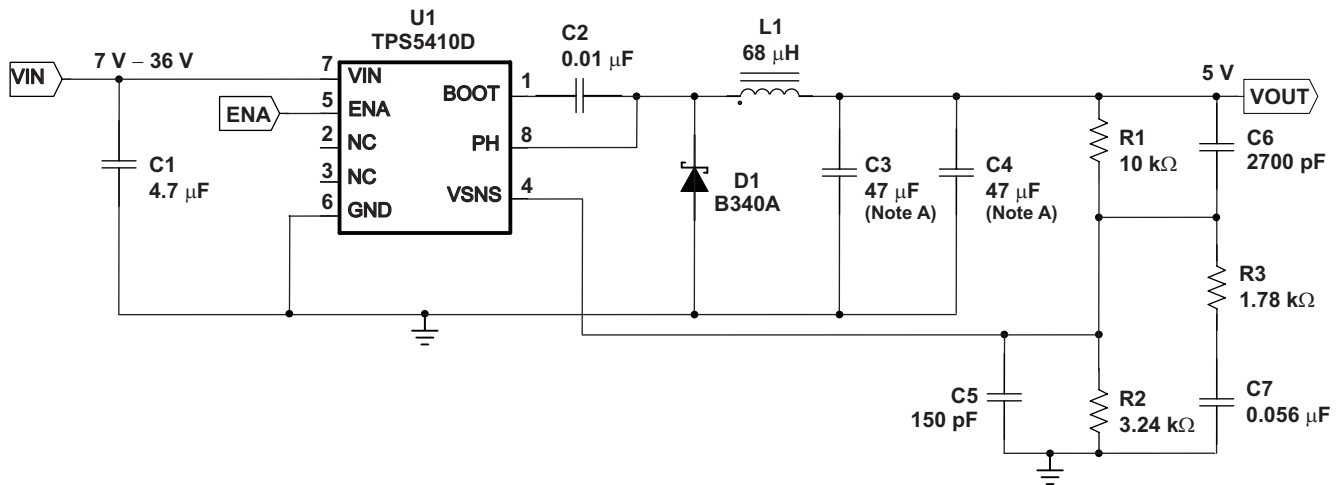 U1
TPS5410D
VIN
7 V – 36 V
7
VIN
ENA
5
ENA
2
NC
3
NC
6
GND
BOOT
1
PH
8
VSNS
4
C1
4.7 μF
C2
0.01 μF
L1
68 μH
D1
B340A
C3
47 μF
(Note A)
C4
47 μF
(Note A)
5 V
VOUT
R1
10 kΩ
C6
2700 pF
R3
1.78 kΩ
C5
150 pF
R2
3.24 kΩ
C7
0.056 μF